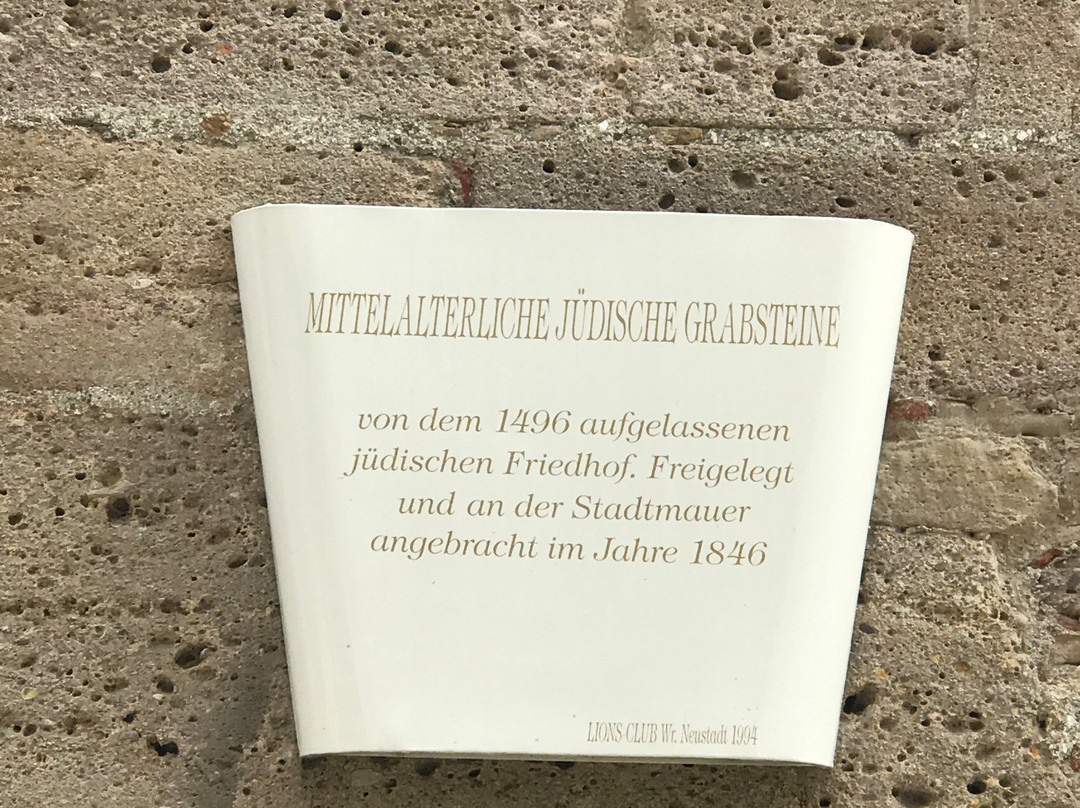 MITTELALTERLICHE JÜDISCHE GRABSTEINE
von dem 1496 aufgelassenen
jüdischen Friedhof. Freigelegt
und an der Stadtmauer
angebracht im Jahre 1846
LIONS-CLUB Wr. Neustadt 1994